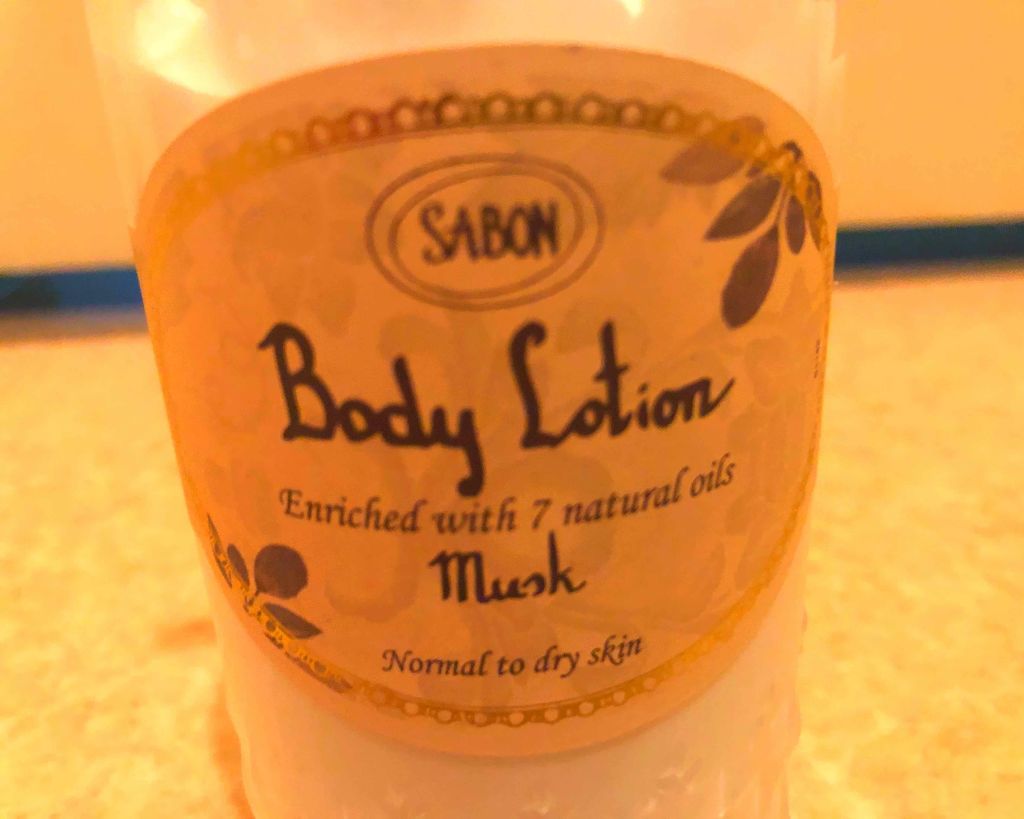 SABON
Body Lotion
Enriched with 7 natural oils
Musk
Normal to dry skin